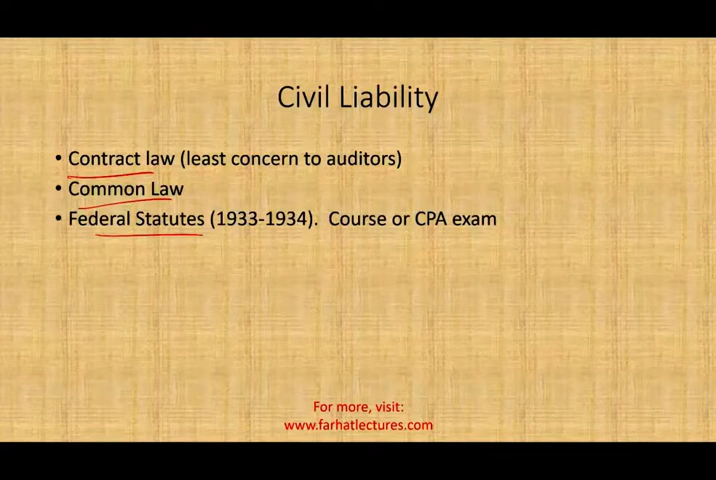 Civil Liability
• Contract law (least concern to auditors)
• Common Law
• Federal Statutes (1933-1934).  Course or CPA exam
For more, visit:
www.farhatlectures.com